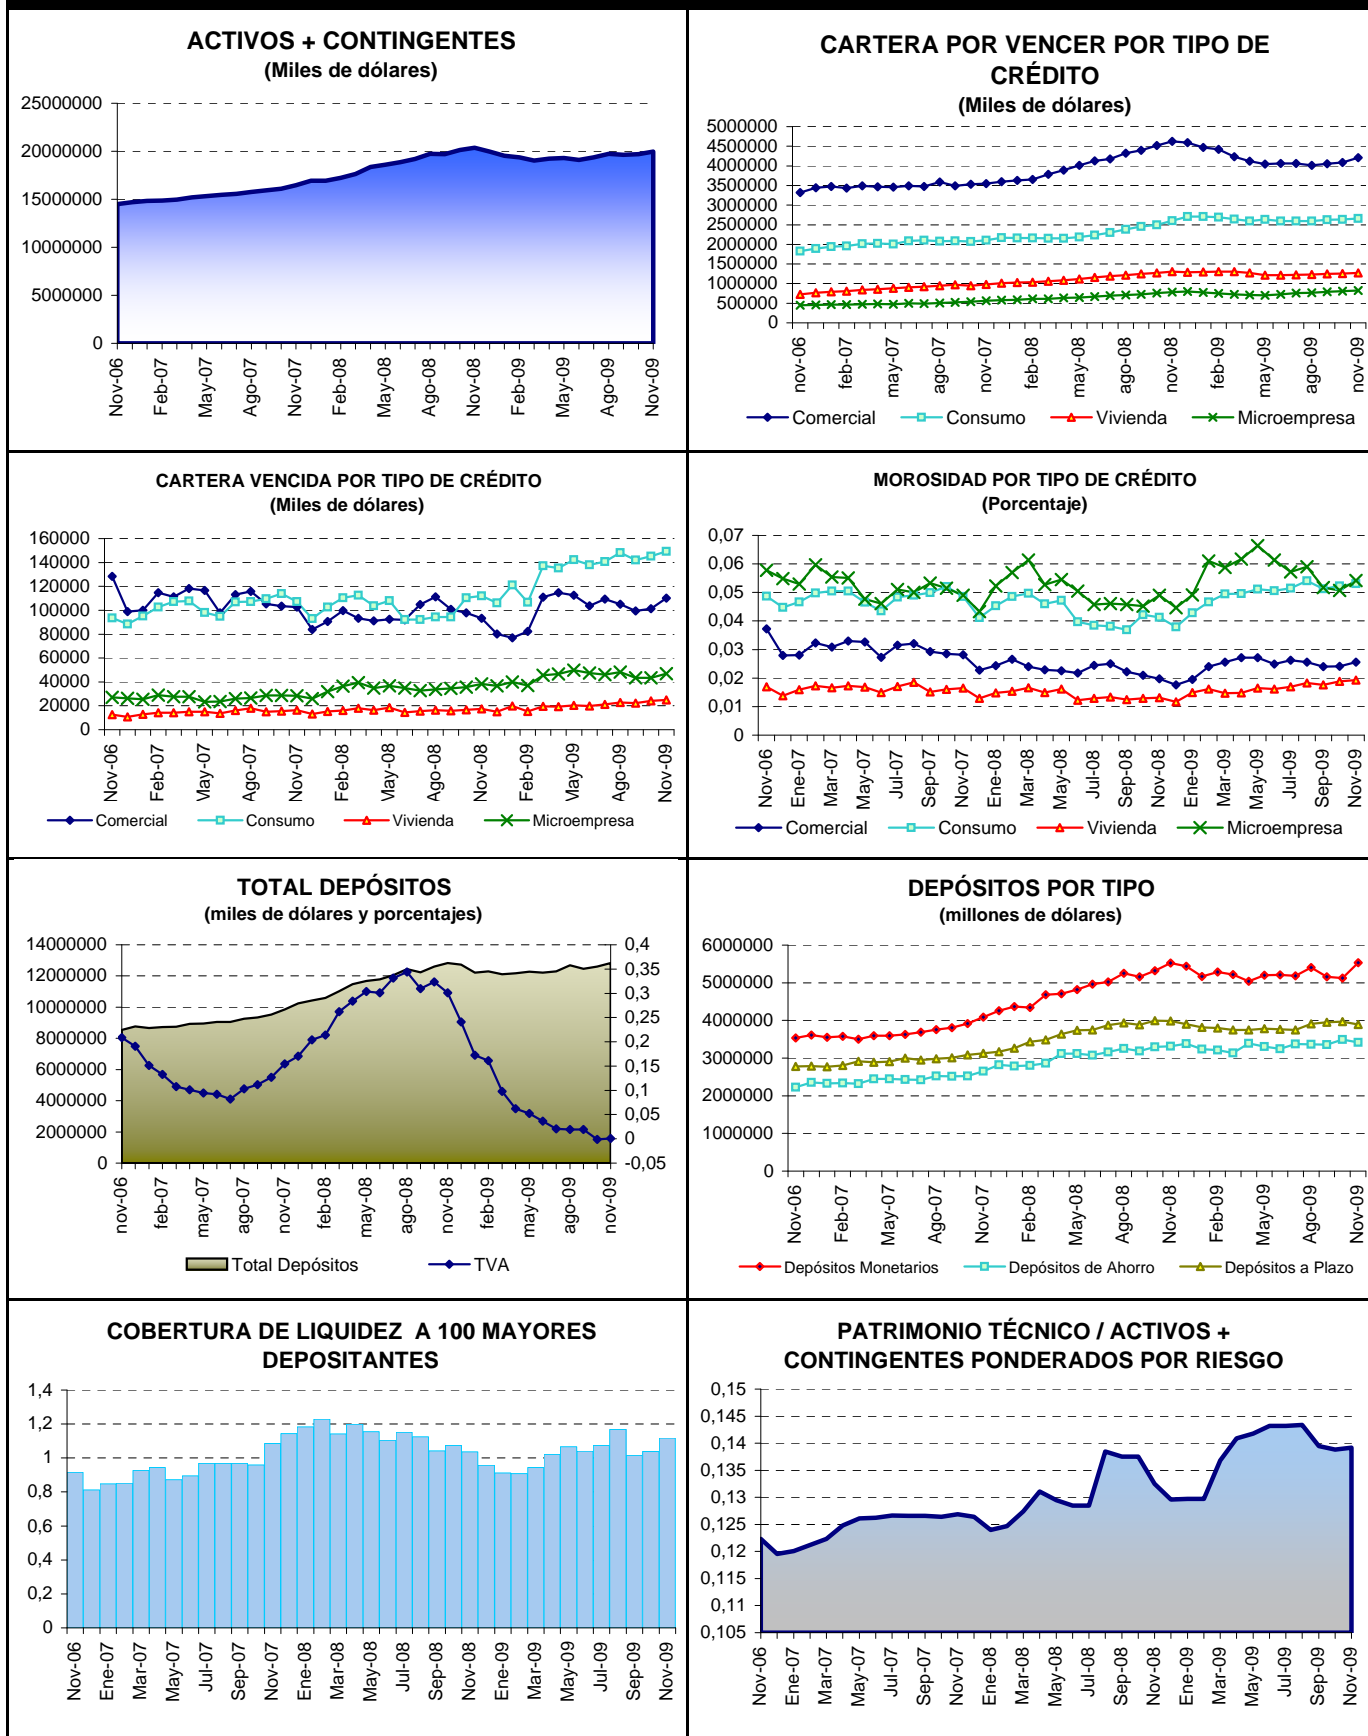 ACTIVOS + CONTINGENTES
(Miles de dólares)
25000000
20000000
15000000
10000000
5000000
0
Nov-06
Feb-07
May-07
Ago-07
Nov-07
Feb-08
May-08
Ago-08
Nov-08
Feb-09
May-09
Ago-09
Nov-09
CARTERA POR VENCER POR TIPO DE
CRÉDITO
(Miles de dólares)
5000000
4500000
4000000
3500000
3000000
2500000
2000000
1500000
1000000
500000
0
nov-06
feb-07
may-07
ago-07
nov-07
feb-08
may-08
ago-08
nov-08
feb-09
may-09
ago-09
nov-09
Comercial Consumo Vivienda Microempresa
CARTERA VENCIDA POR TIPO DE CRÉDITO
(Miles de dólares)
160000
140000
120000
100000
80000
60000
40000
20000
0
Nov-06
Feb-07
May-07
Ago-07
Nov-07
Feb-08
May-08
Ago-08
Nov-08
Feb-09
May-09
Ago-09
Nov-09
Comercial Consumo Vivienda Microempresa
MOROSIDAD POR TIPO DE CRÉDITO
(Porcentaje)
0,07
0,06
0,05
0,04
0,03
0,02
0,01
0
Nov-06
Ene-07
Mar-07
May-07
Jul-07
Sep-07
Nov-07
Ene-08
Mar-08
May-08
Jul-08
Sep-08
Nov-08
Ene-09
Mar-09
May-09
Jul-09
Sep-09
Nov-09
Comercial Consumo Vivienda Microempresa
TOTAL DEPÓSITOS
(miles de dólares y porcentajes)
14000000
12000000
10000000
8000000
6000000
4000000
2000000
0
0,4
0,35
0,3
0,25
0,2
0,15
0,1
0,05
0
-0,05
nov-06
feb-07
may-07
ago-07
nov-07
feb-08
may-08
ago-08
nov-08
feb-09
may-09
ago-09
nov-09
Total Depósitos TVA
DEPÓSITOS POR TIPO
(millones de dólares)
6000000
5000000
4000000
3000000
2000000
1000000
0
Nov-06
Feb-07
May-07
Ago-07
Nov-07
Feb-08
May-08
Ago-08
Nov-08
Feb-09
May-09
Ago-09
Nov-09
Depósitos Monetarios Depósitos de Ahorro Depósitos a Plazo
COBERTURA DE LIQUIDEZ A 100 MAYORES
DEPOSITANTES
1,4
1,2
1
0,8
0,6
0,4
0,2
0
Nov-06
Ene-07
Mar-07
May-07
Jul-07
Sep-07
Nov-07
Ene-08
Mar-08
May-08
Jul-08
Sep-08
Nov-08
Ene-09
Mar-09
May-09
Jul-09
Sep-09
Nov-09
PATRIMONIO TÉCNICO / ACTIVOS +
CONTINGENTES PONDERADOS POR RIESGO
0,15
0,145
0,14
0,135
0,13
0,125
0,12
0,115
0,11
0,105
Nov-06
Ene-07
Mar-07
May-07
Jul-07
Sep-07
Nov-07
Ene-08
Mar-08
May-08
Jul-08
Sep-08
Nov-08
Ene-09
Mar-09
May-09
Jul-09
Sep-09
Nov-09